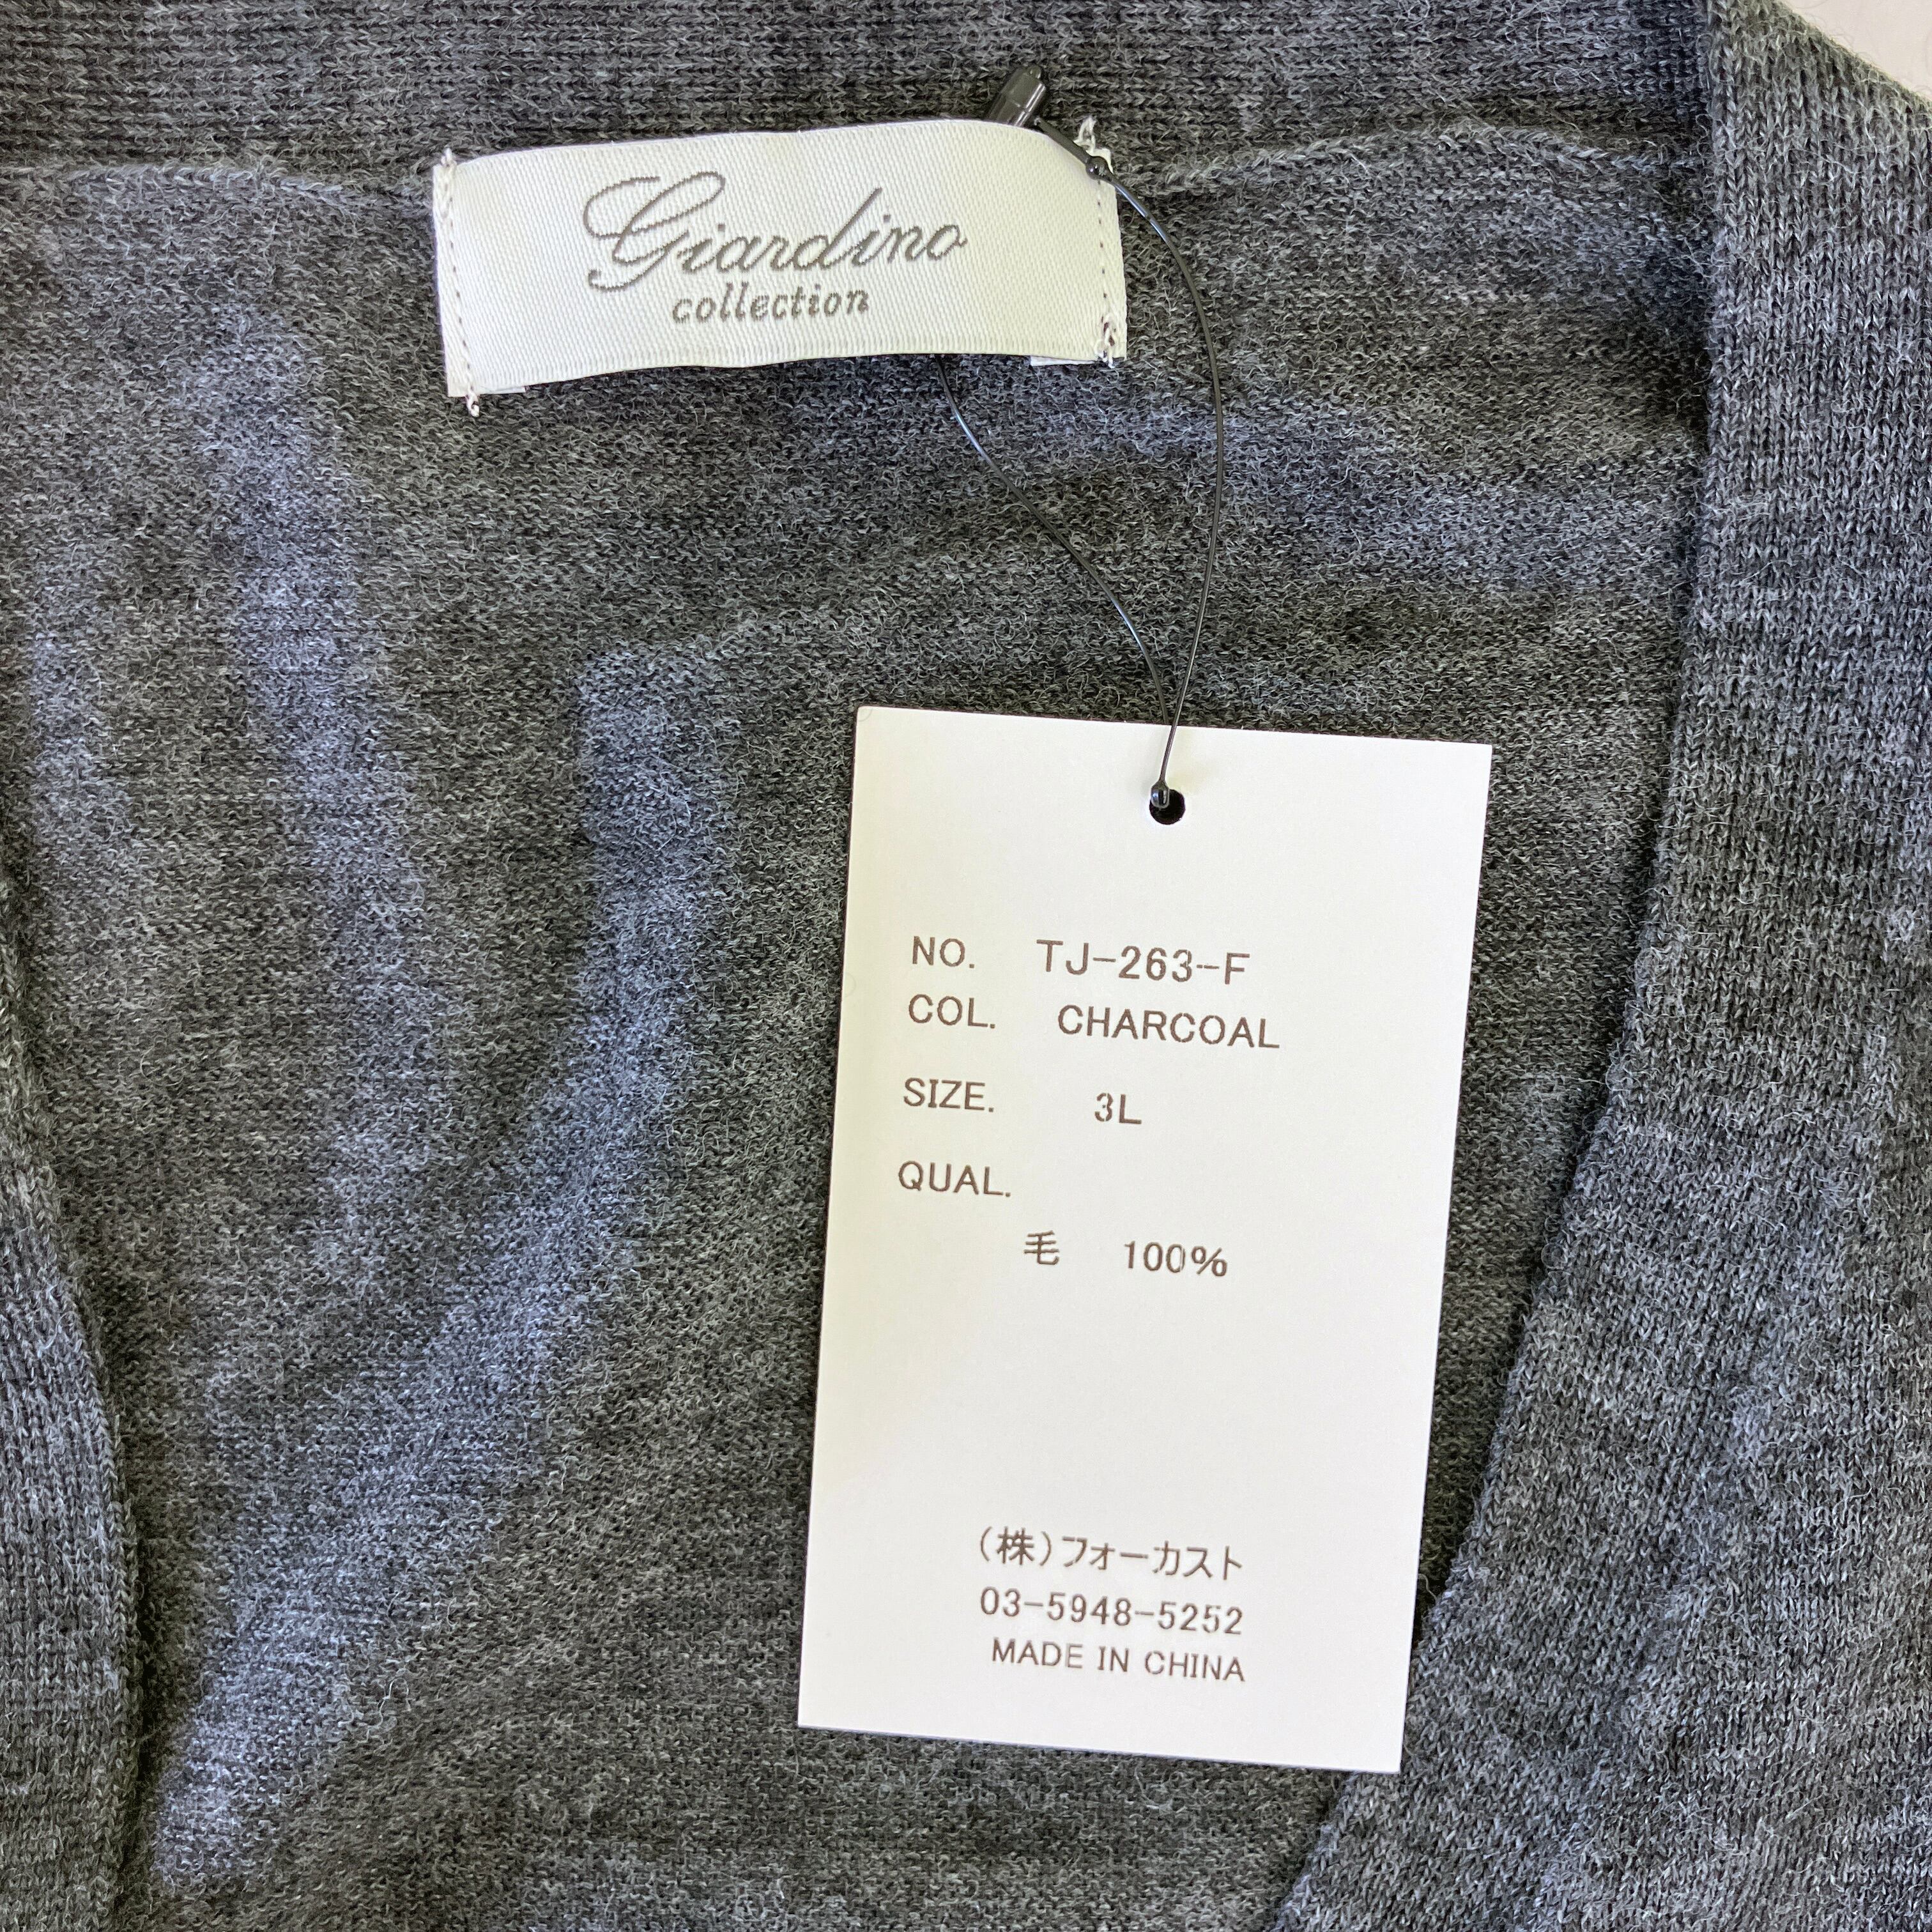 Giardino
collection
NO. TJ-263-F
COL. CHARCOAL
SIZE. 3L
QUAL.
毛 100%
(株)フォーカスト
03-5948-5252
MADE IN CHINA